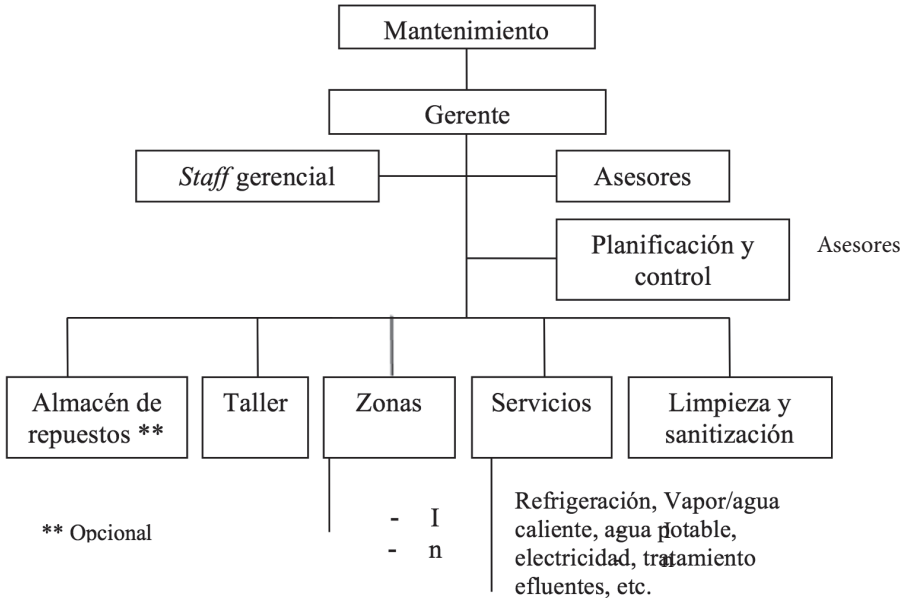 Mantenimiento
Gerente
Staff gerencial
Asesores
Planificación y
control
Asesores
Almacén de
repuestos **
Taller
Zonas
Servicios
Limpieza y
sanitización
** Opcional
- I
- n
Refrigeración, Vapor/agua
caliente, agua potable,
electricidad, tratamiento
efluentes, etc.